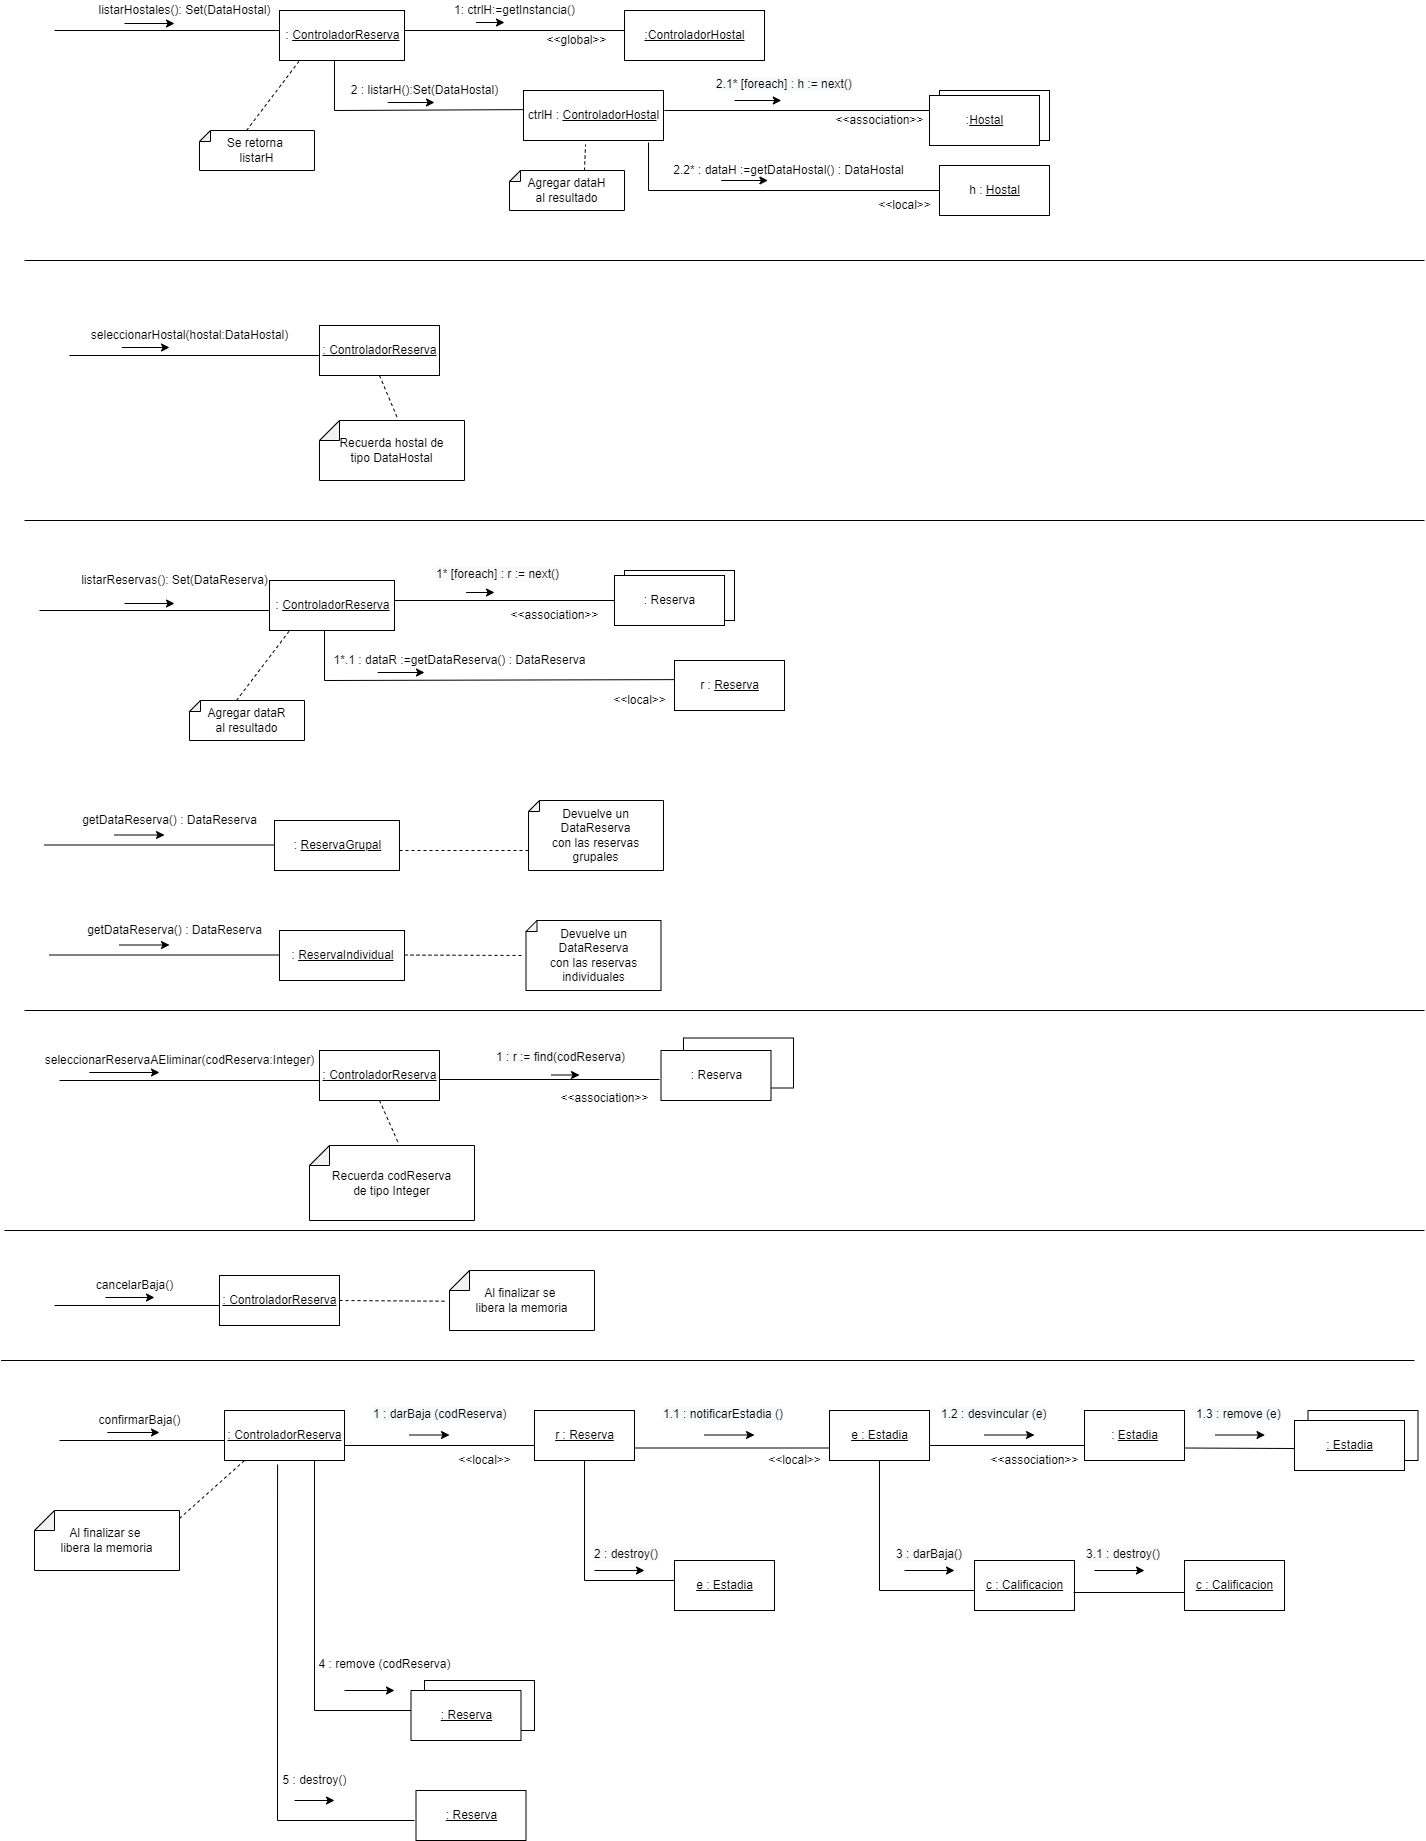 listarHostales(): Set(DataHostal)
1: ctrlH:=getInstancia()
: ControladorReserva
<<global>>
:ControladorHostal
2 : listarH():Set(DataHostal)
2.1* [foreach] : h := next()
ctrlH : ControladorHostal
<<association>>
:Hostal
Se retorna
listarH
2.2* : dataH :=getDataHostal() : DataHostal
Agregar dataH
al resultado
<<local>>
h : Hostal
seleccionarHostal(hostal:DataHostal)
: ControladorReserva
Recuerda hostal de
tipo DataHostal
listarReservas(): Set(DataReserva)
1* [foreach] : r := next()
: ControladorReserva
<<association>>
: Reserva
1*.1 : dataR :=getDataReserva() : DataReserva
<<local>>
r : Reserva
Agregar dataR
al resultado
getDataReserva() : DataReserva
: ReservaGrupal
Devuelve un
DataReserva
con las reservas
grupales
getDataReserva() : DataReserva
: ReservaIndividual
Devuelve un
DataReserva
con las reservas
individuales
seleccionarReservaAEliminar(codReserva:Integer)
: ControladorReserva
1 : r := find(codReserva)
<<association>>
: Reserva
Recuerda codReserva
de tipo Integer
cancelarBaja()
: ControladorReserva
Al finalizar se
libera la memoria
confirmarBaja()
: ControladorReserva
1 : darBaja (codReserva)
<<local>>
r : Reserva
1.1 : notificarEstadia ()
<<local>>
e : Estadia
1.2 : desvincular (e)
<<association>>
: Estadia
1.3 : remove (e)
: Estadia
Al finalizar se
libera la memoria
2 : destroy()
e : Estadia
3 : darBaja()
c : Calificacion
3.1 : destroy()
c : Calificacion
4 : remove (codReserva)
: Reserva
5 : destroy()
: Reserva